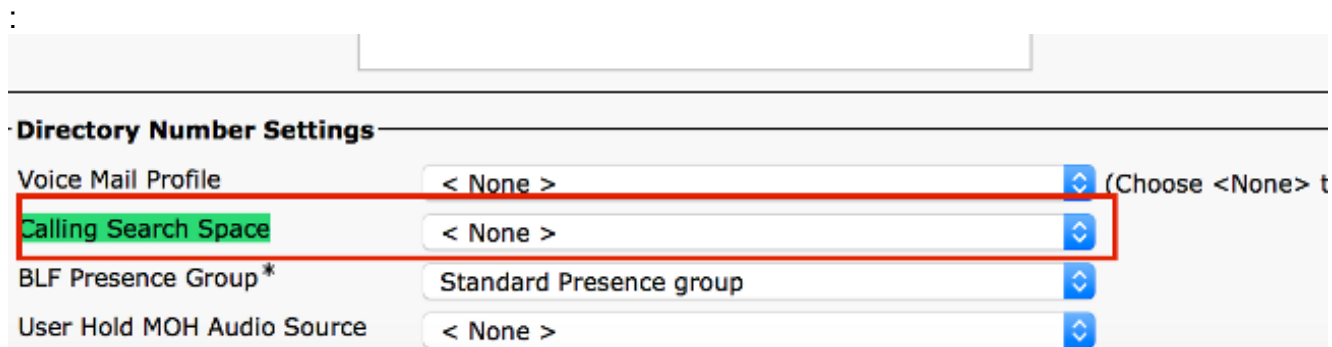 :
Directory Number Settings
Voice Mail Profile < None > (Choose <None> t
Calling Search Space < None >
BLF Presence Group* Standard Presence group
User Hold MOH Audio Source < None >